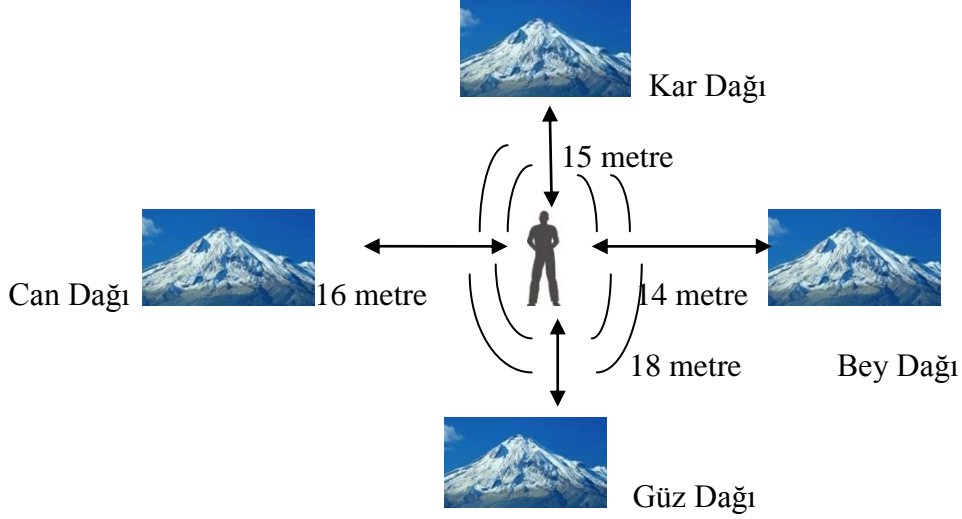 Kar Dağı
15 metre
Can Dağı
16 metre
14 metre
18 metre
Bey Dağı
Güz Dağı